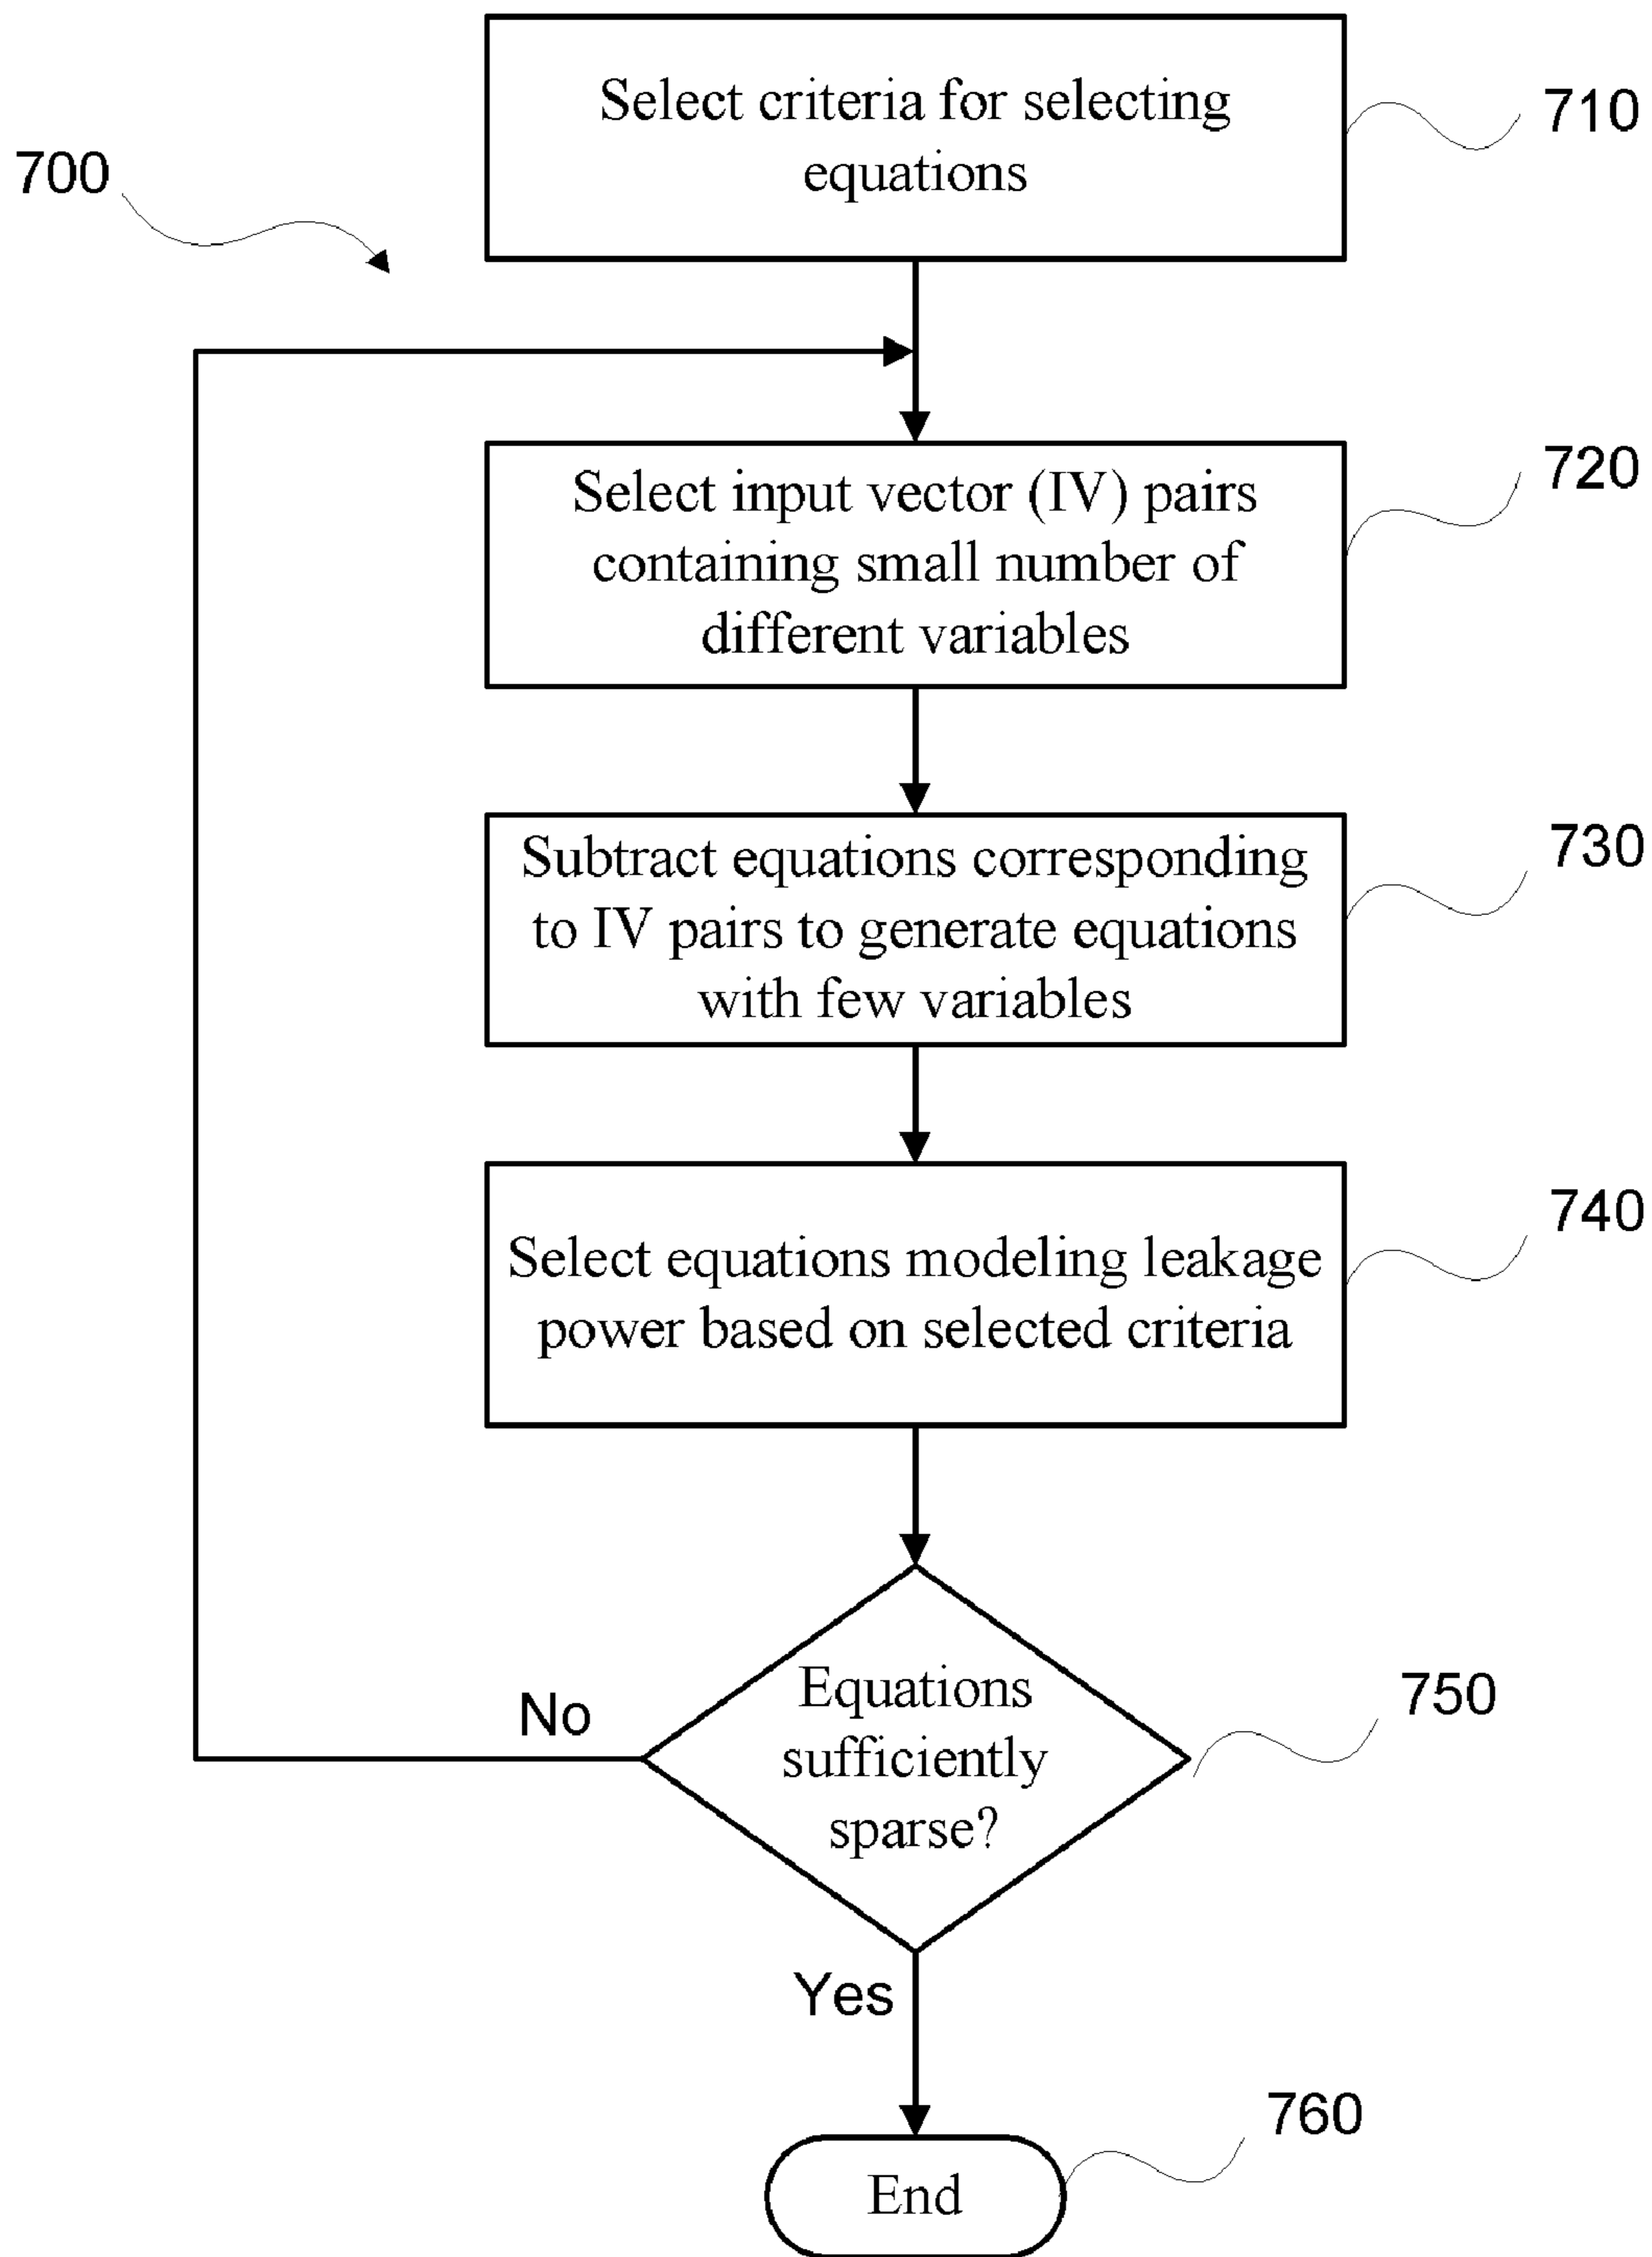 Select criteria for selecting
equations
710
700
Select input vector (IV) pairs
containing small number of
different variables
720
Subtract equations corresponding
to IV pairs to generate equations
with few variables
730
Select equations modeling leakage
power based on selected criteria
740
Equations
sufficiently
sparse?
750
No
Yes
End
760